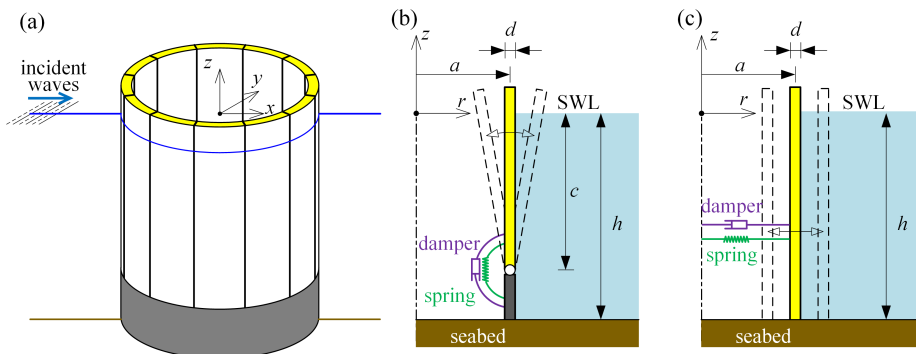 (a)
incident
waves
z
y
x
(b)
z
d
a
r
SWL
c
h
damper
spring
seabed
(c)
z
d
a
r
SWL
damper
spring
h
seabed